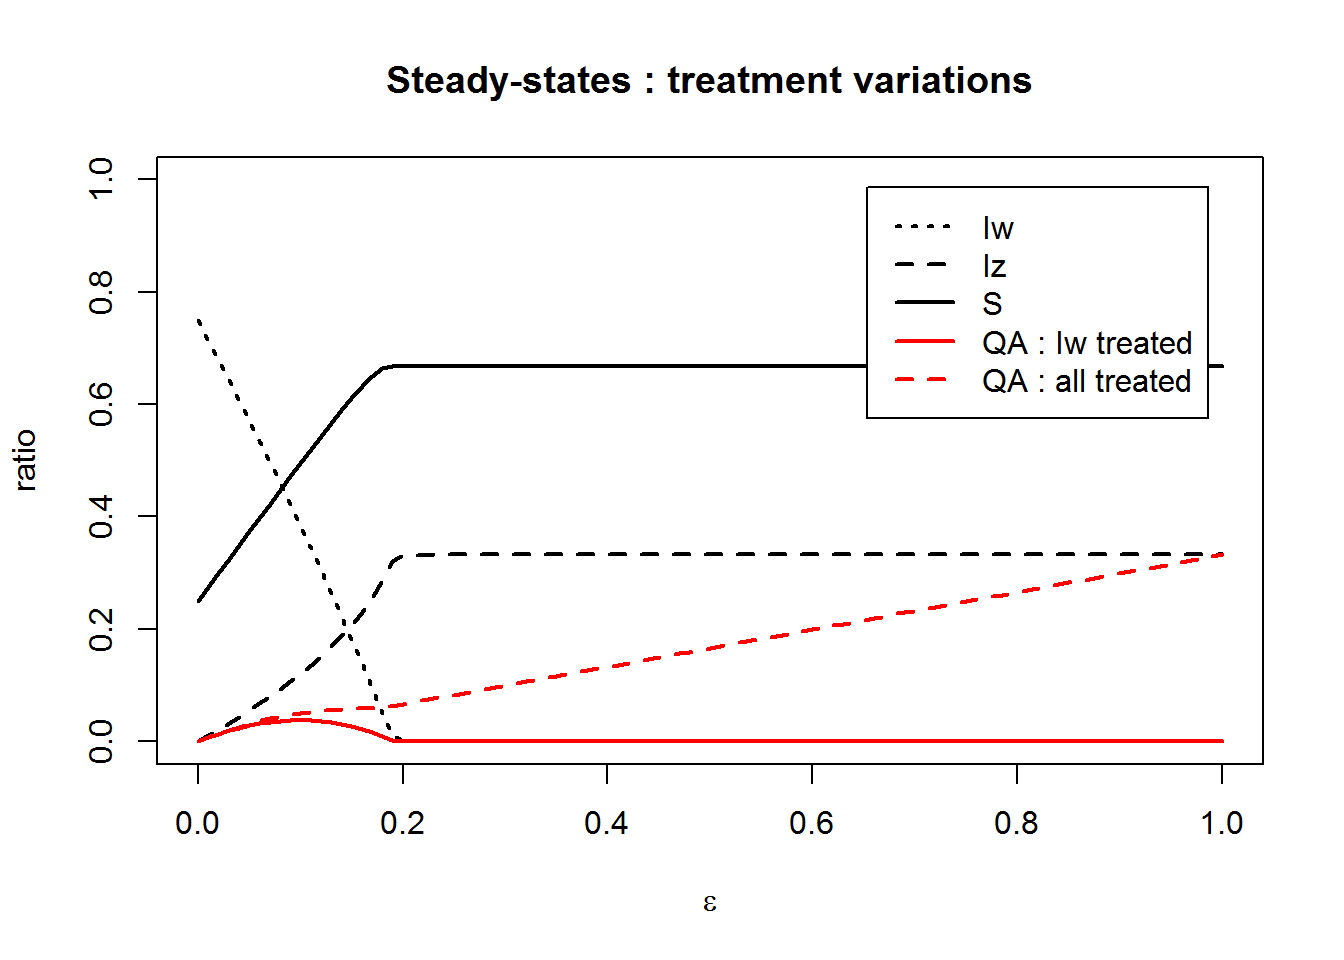 Steady-states : treatment variations
1.0
0.8
0.6
0.4
0.2
0.0
ratio
Iw
Iz
S
QA : Iw treated
QA : all treated
0.0 0.2 0.4 0.6 0.8 1.0
ε